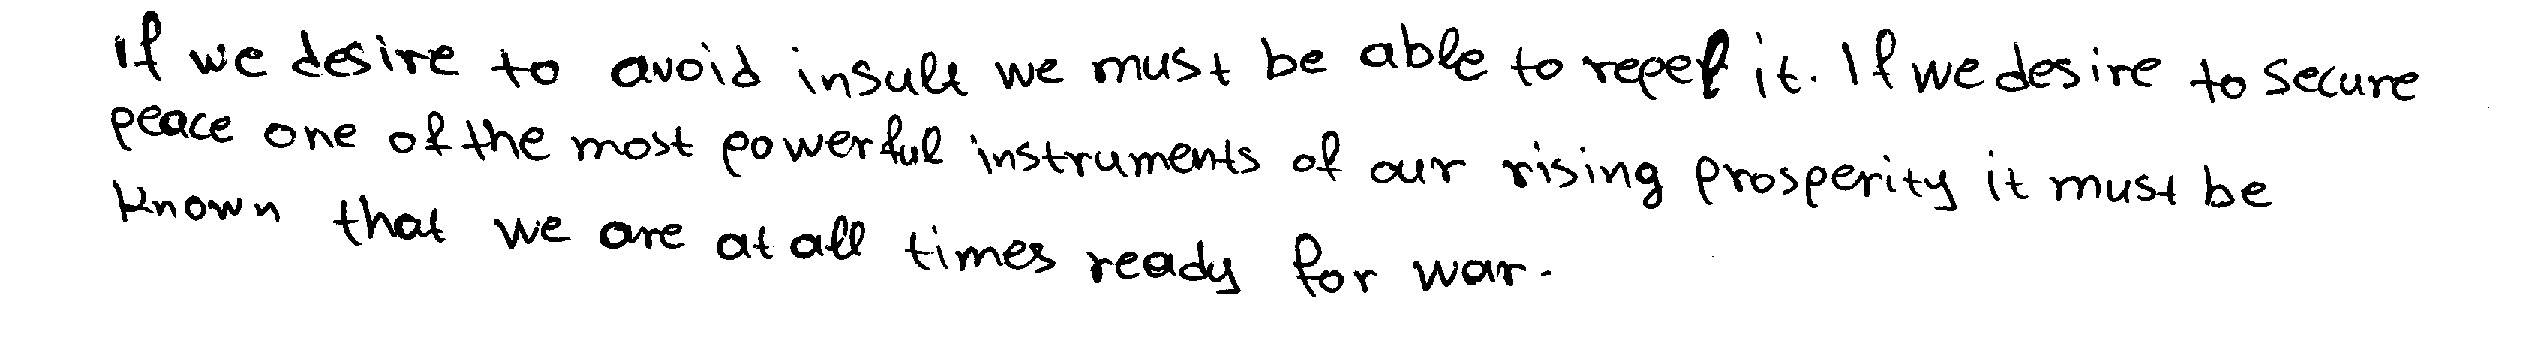 If we desire to avoid insult we must be able to repel it. If we desire to secure
peace one of the most powerful instruments of our rising prosperity it must be
known that we are at all times ready for war.